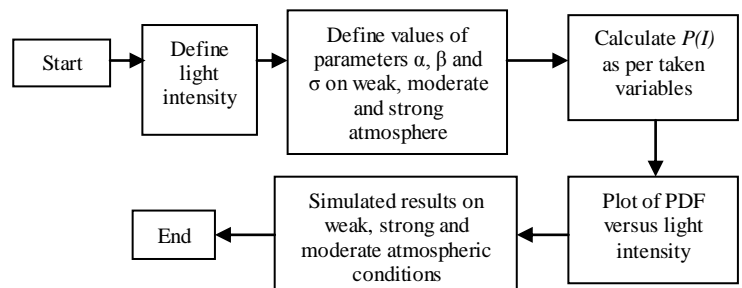 Start
Define
light
intensity
Define values of
parameters α, β and
σ on weak, moderate
and strong
atmosphere
Calculate P(I)
as per taken
variables
Plot of PDF
versus light
intensity
Simulated results on
weak, strong and
moderate atmospheric
conditions
End